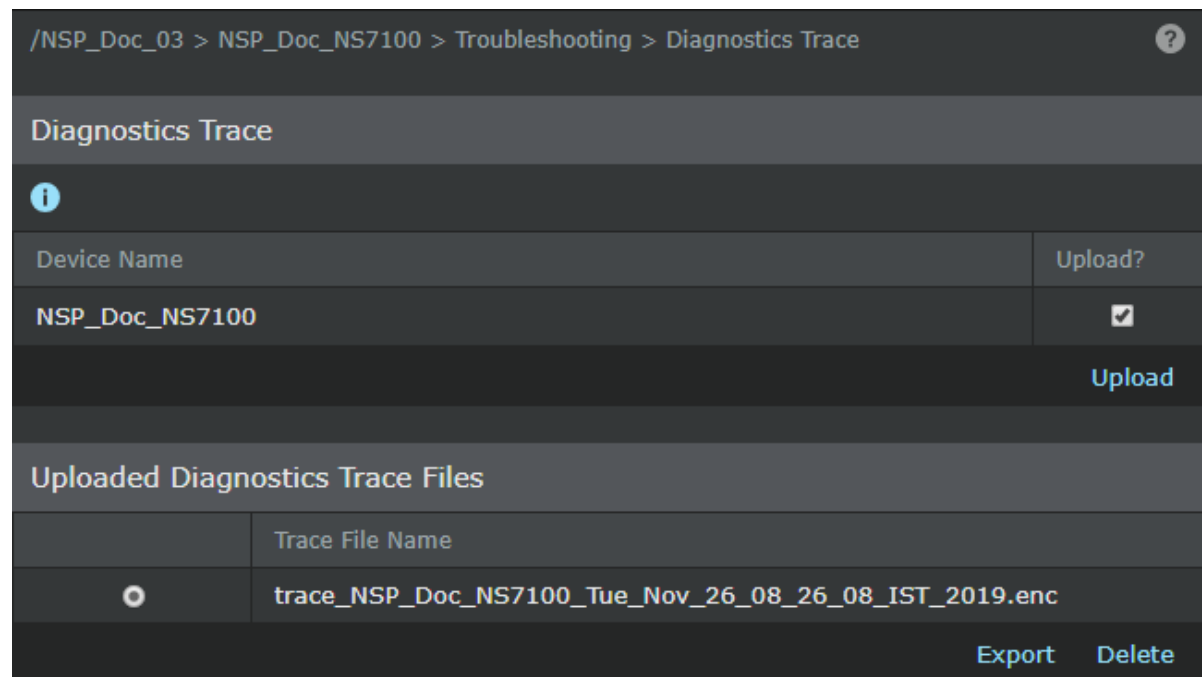 /NSP_Doc_03 > NSP_Doc_NS7100 > Troubleshooting > Diagnostics Trace ?
Diagnostics Trace
i
Device Name Upload?
NSP_Doc_NS7100
Upload
Uploaded Diagnostics Trace Files
Trace File Name
trace_NSP_Doc_NS7100_Tue_Nov_26_08_26_08_IST_2019.enc
Export Delete